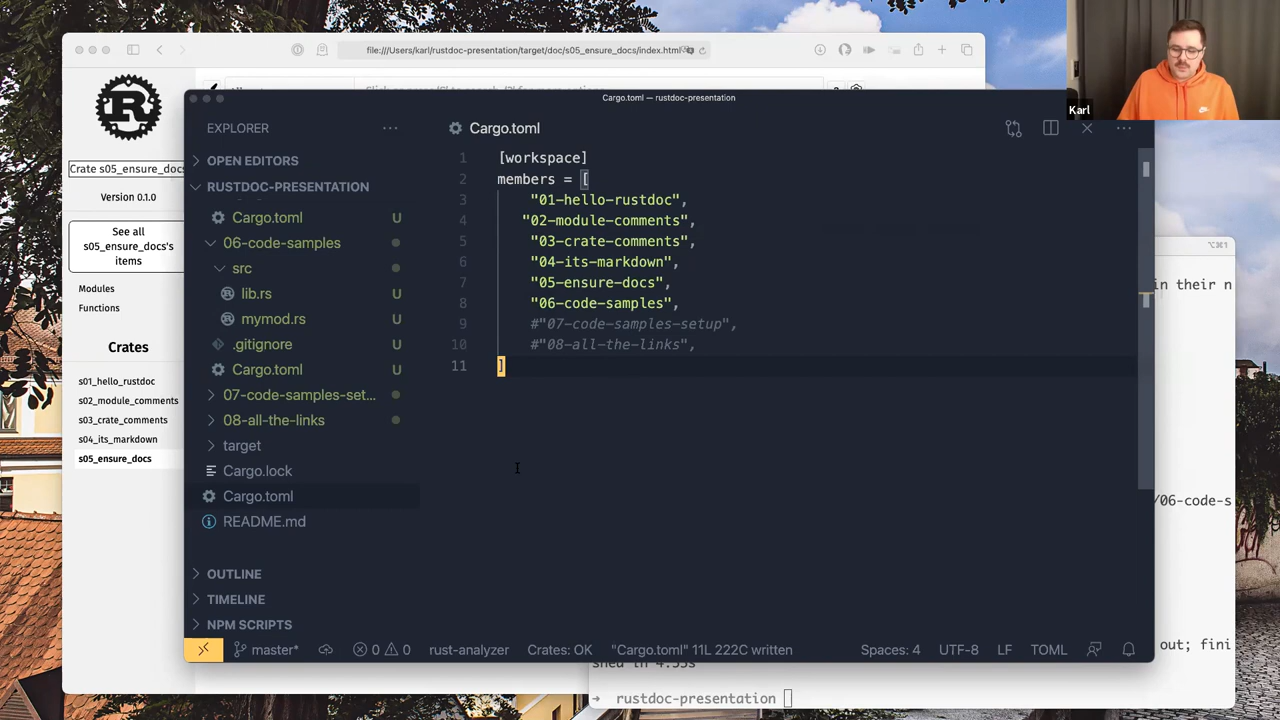 file:///Users/karl/rustdoc-presentation/target/doc/s05_ensure_docs/index.html
Karl
Crate s05_ensure_docs
Version 0.1.0
See all
s05_ensure_docs's
items
Modules
Functions
Crates
s01_hello_rustdoc
s02_module_comments
s03_crate_comments
s04_its_markdown
s05_ensure_docs
Cargo.toml — rustdoc-presentation
EXPLORER
OPEN EDITORS
RUSTDOC-PRESENTATION
Cargo.toml U
06-code-samples
src
lib.rs U
mymod.rs U
.gitignore U
Cargo.toml U
07-code-samples-set...
08-all-the-links
target
Cargo.lock
Cargo.toml
README.md
OUTLINE
TIMELINE
NPM SCRIPTS
Cargo.toml
1 [workspace]
2 members = [
3 "01-hello-rustdoc",
4 "02-module-comments",
5 "03-crate-comments",
6 "04-its-markdown",
7 "05-ensure-docs",
8 "06-code-samples",
9 #"07-code-samples-setup",
10 #"08-all-the-links",
11 ]
master* 0 0 rust-analyzer Crates: OK "Cargo.toml" 11L 222C written Spaces: 4 UTF-8 LF TOML
⌥⌘1
in their n
/06-code-s
out; fini
shed in 4.55s
→ rustdoc-presentation